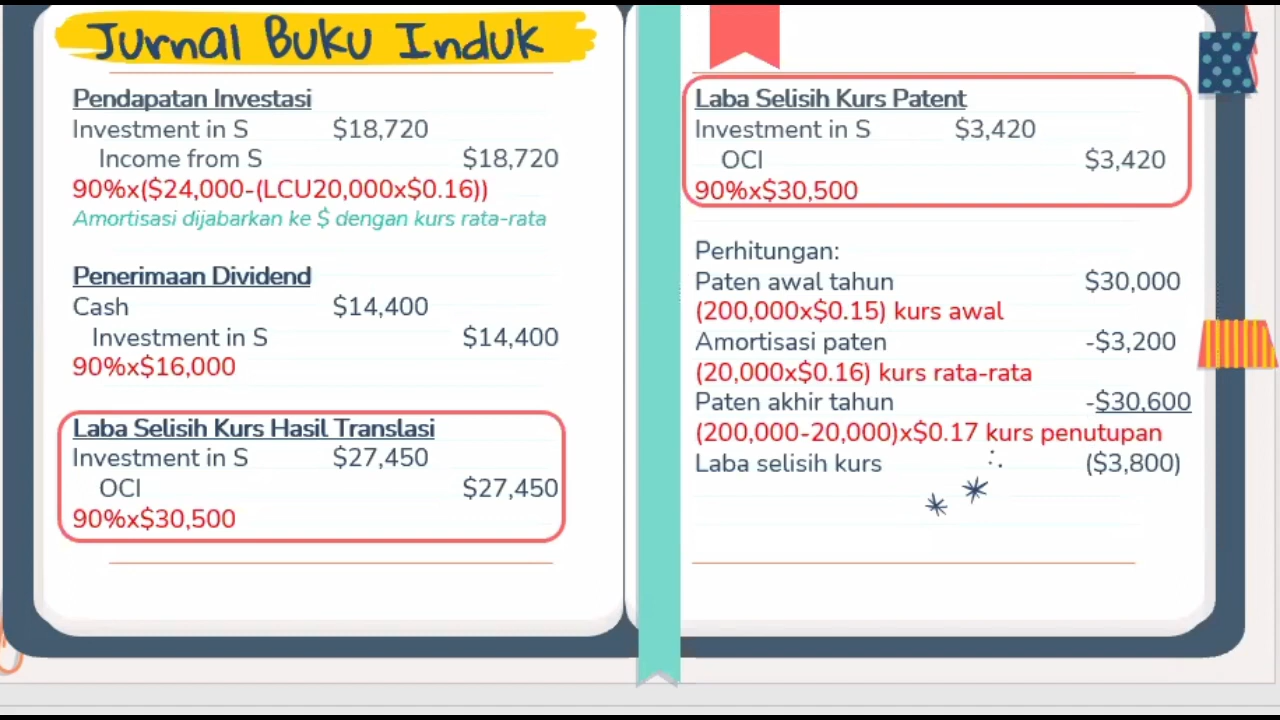 Jurnal Buku Induk
Pendapatan Investasi
Investment in S $18,720
Income from S $18,720
90%x($24,000-(LCU20,000x$0.16))
Amortisasi dijabarkan ke $ dengan kurs rata-rata
Penerimaan Dividend
Cash $14,400
Investment in S $14,400
90%x$16,000
Laba Selisih Kurs Hasil Translasi
Investment in S $27,450
OCI $27,450
90%x$30,500
Laba Selisih Kurs Patent
Investment in S $3,420
OCI $3,420
90%x$30,500
Perhitungan:
Paten awal tahun $30,000
(200,000x$0.15) kurs awal
Amortisasi paten -$3,200
(20,000x$0.16) kurs rata-rata
Paten akhir tahun -$30,600
(200,000-20,000)x$0.17 kurs penutupan
Laba selisih kurs ($3,800)